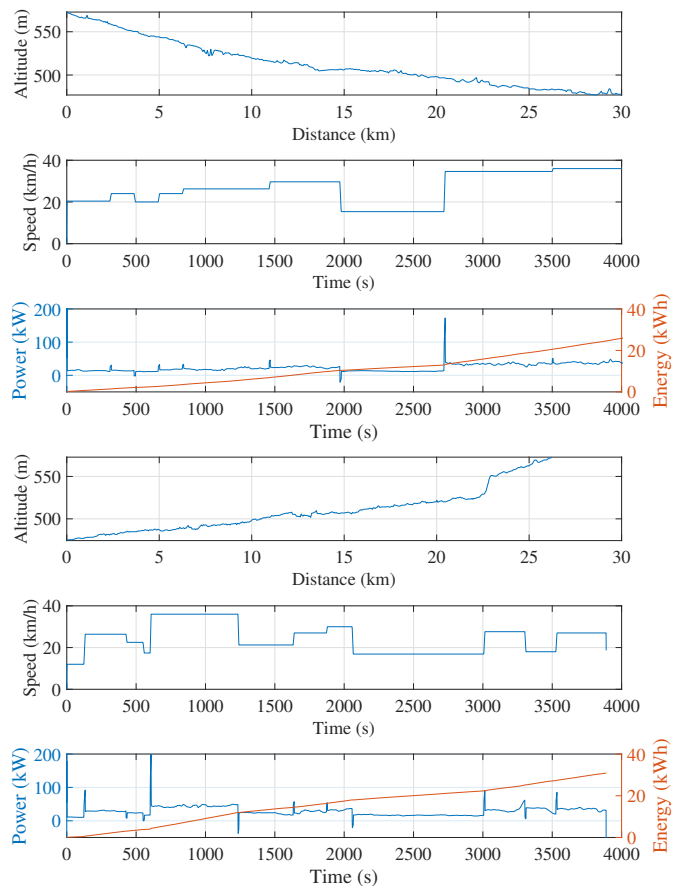 550
500
Altitude (m)
0 5 10 15 20 25 30
Distance (km)
40
20
0
Speed (km/h)
0 500 1000 1500 2000 2500 3000 3500 4000
Time (s)
200 40
100 20
0 0
Power (kW) Energy (kWh)
0 500 1000 1500 2000 2500 3000 3500 4000
Time (s)
550
500
Altitude (m)
0 5 10 15 20 26 30
Distance (km)
40
20
0
Speed (km/h)
0 500 1000 1500 2000 2500 3000 3500 4000
Time (s)
200 40
100 20
0 0
Power (kW) Energy (kWh)
0 500 1000 1500 2000 2500 3000 3500 4000
Time (s)